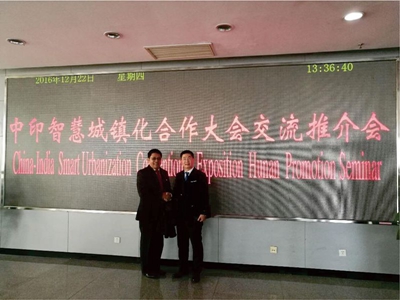 2016年12月22日 星期四 13:36:40
中印智慧城镇化合作大会交流推介会
China-India Smart Urbanization Exposition Human Promotion Seminar